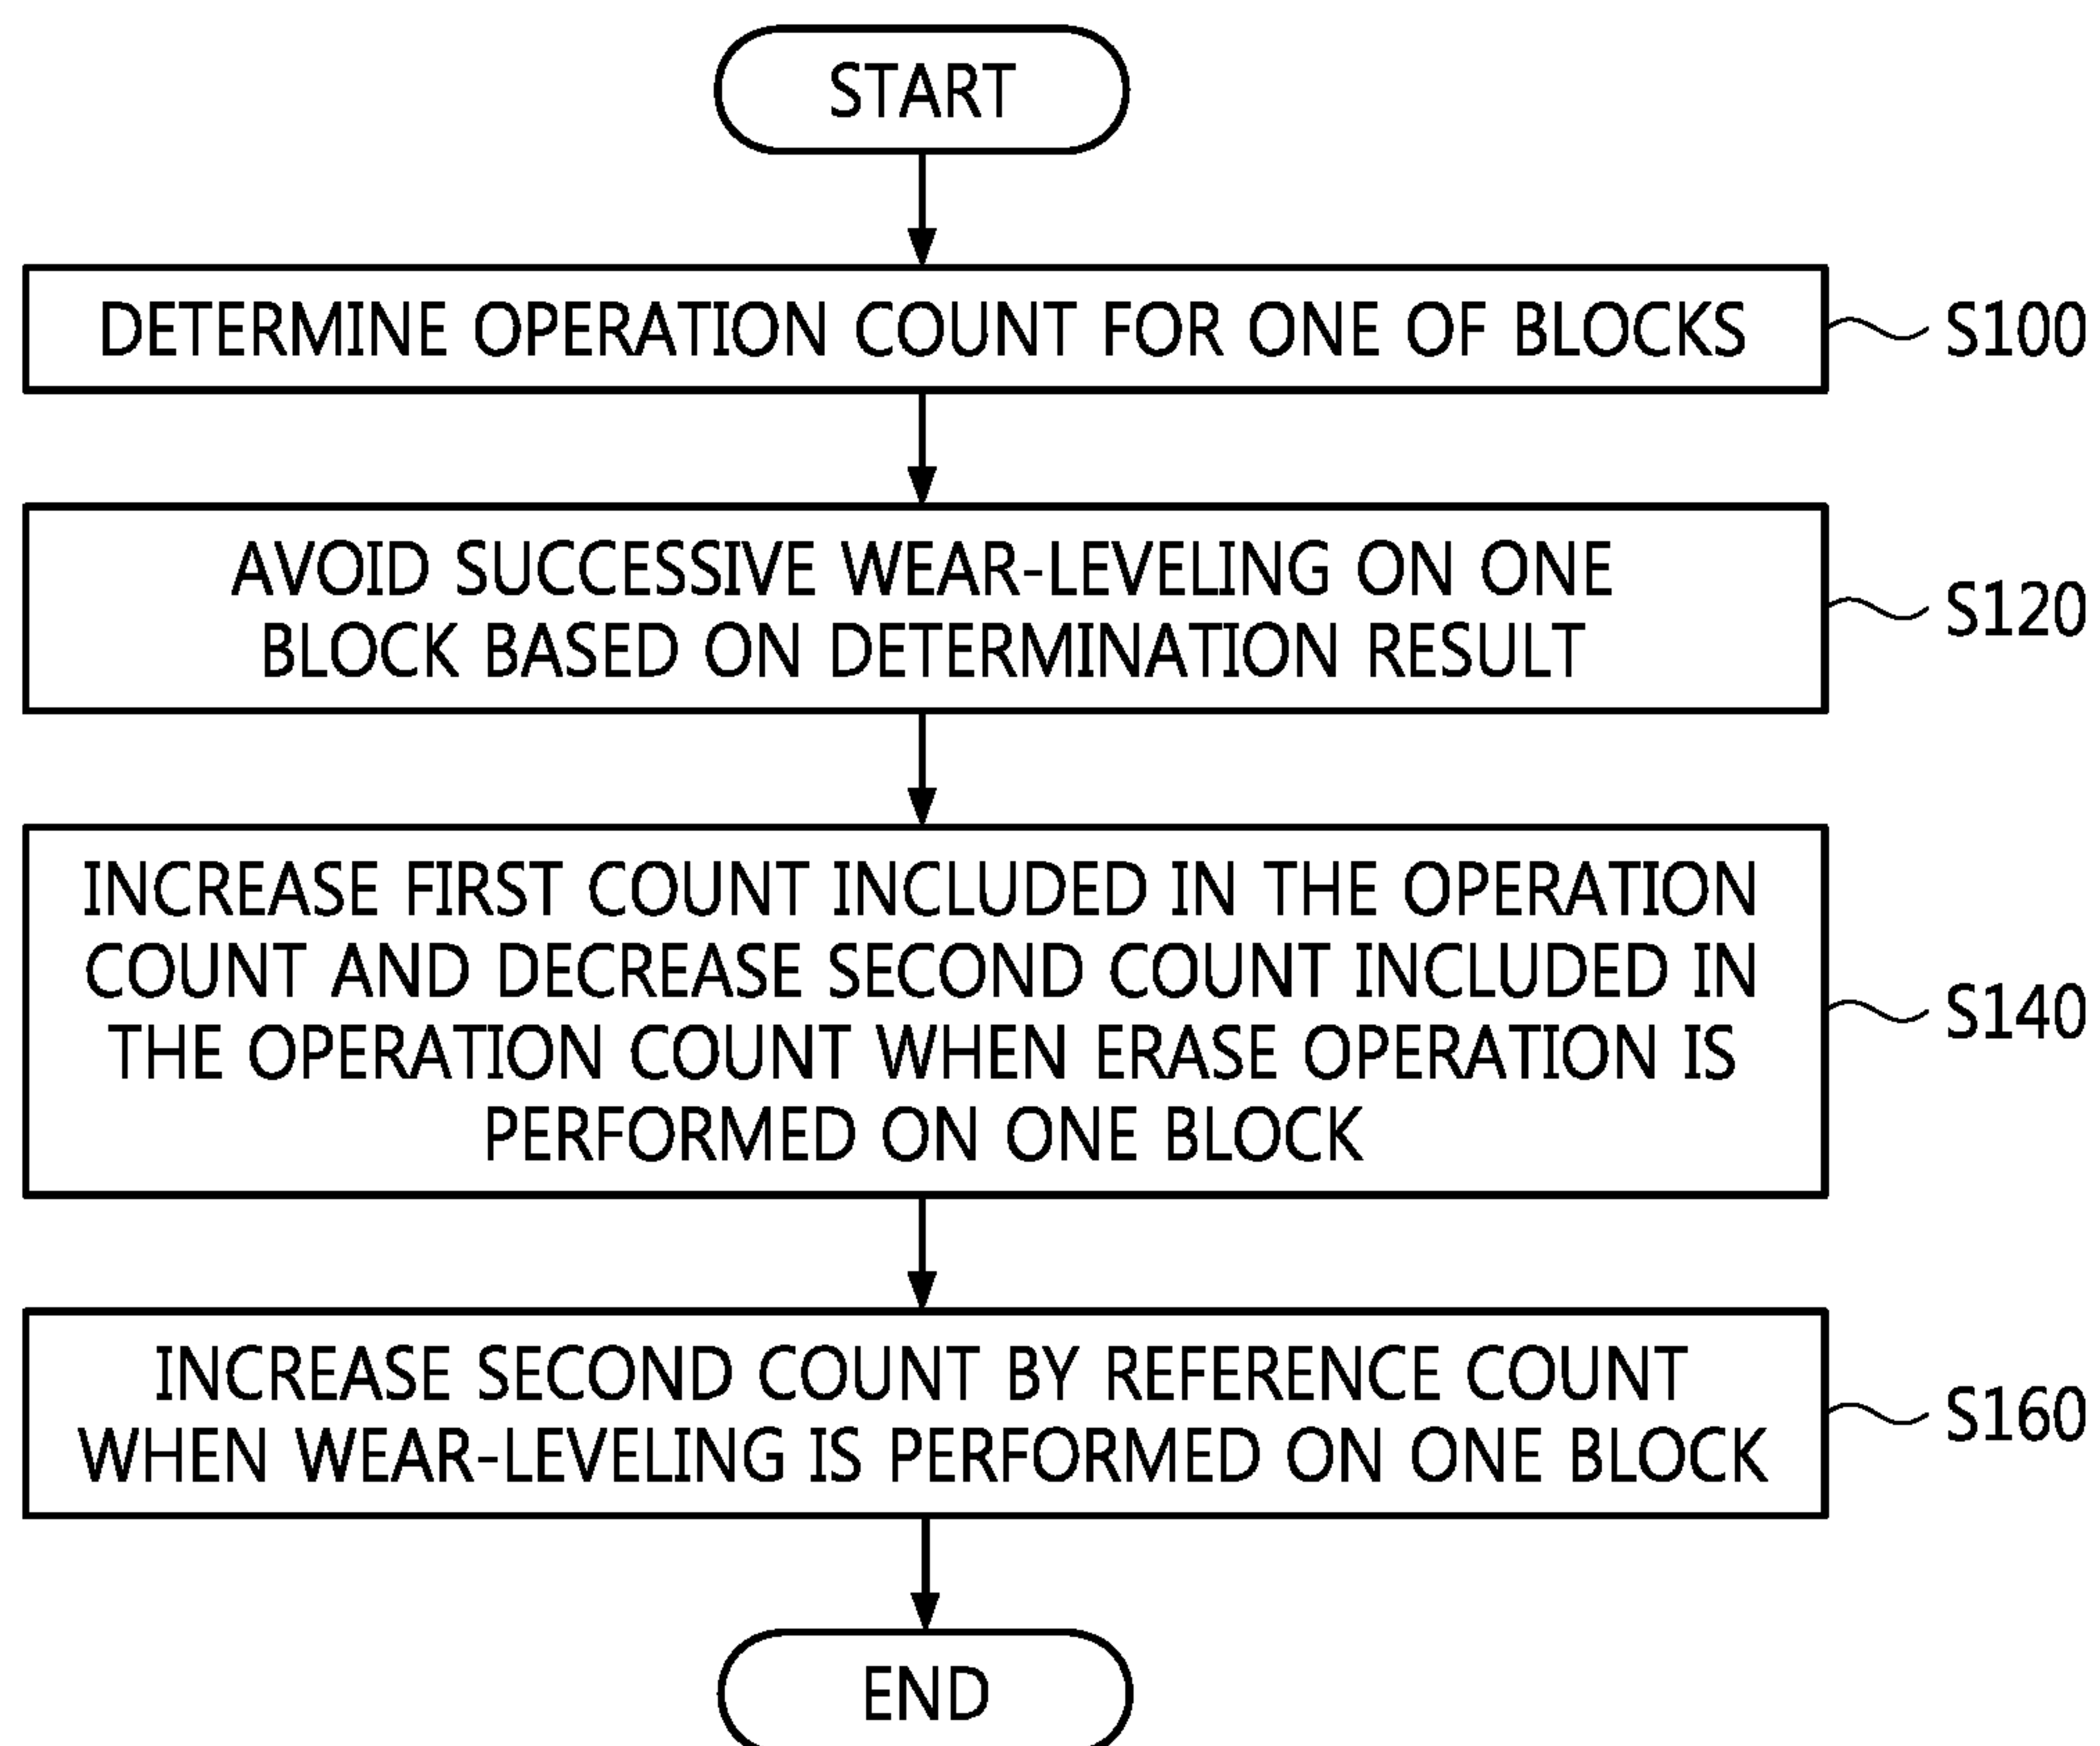 START
DETERMINE OPERATION COUNT FOR ONE OF BLOCKS
S100
AVOID SUCCESSIVE WEAR-LEVELING ON ONE
BLOCK BASED ON DETERMINATION RESULT
S120
INCREASE FIRST COUNT INCLUDED IN THE OPERATION
COUNT AND DECREASE SECOND COUNT INCLUDED IN
THE OPERATION COUNT WHEN ERASE OPERATION IS
PERFORMED ON ONE BLOCK
S140
INCREASE SECOND COUNT BY REFERENCE COUNT
WHEN WEAR-LEVELING IS PERFORMED ON ONE BLOCK
S160
END